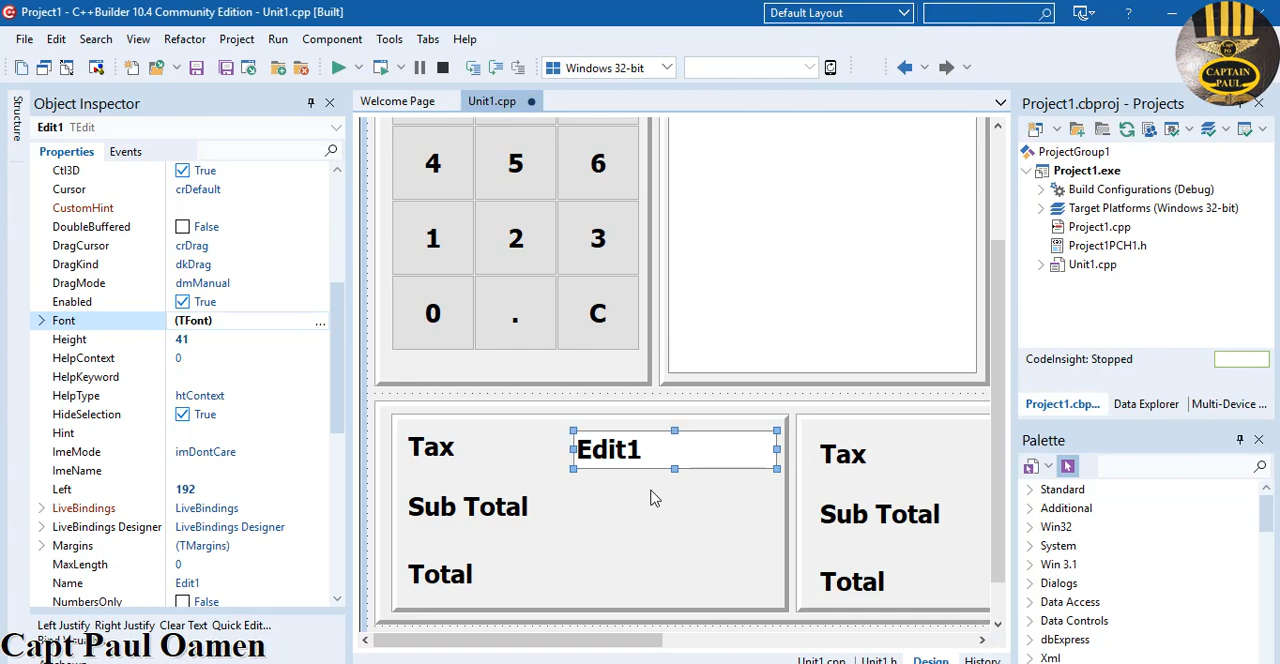 Project1 - C++Builder 10.4 Community Edition - Unit1.cpp [Built]
Default Layout
?
File Edit Search View Refactor Project Run Component Tools Tabs Help
Windows 32-bit
CAPTAIN
PAUL
Structure
Object Inspector
Edit1 TEdit
Properties Events
Ctl3D True
Cursor crDefault
CustomHint
DoubleBuffered False
DragCursor crDrag
DragKind dkDrag
DragMode dmManual
Enabled True
Font (TFont) ...
Height 41
HelpContext 0
HelpKeyword
HelpType htContext
HideSelection True
Hint
ImeMode imDontCare
ImeName
Left 192
LiveBindings LiveBindings
LiveBindings Designer LiveBindings Designer
Margins (TMargins)
MaxLength 0
Name Edit1
NumbersOnly False
Left Justify Right Justify Clear Text Quick Edit...
Capt Paul Oamen
Welcome Page Unit1.cpp
4 5 6
1 2 3
0 . C
Tax Edit1
Sub Total
Total
Tax
Sub Total
Total
Unit1.cpp Unit1.h Design History
Project1.cbproj - Projects
ProjectGroup1
Project1.exe
Build Configurations (Debug)
Target Platforms (Windows 32-bit)
Project1.cpp
Project1PCH1.h
Unit1.cpp
CodeInsight: Stopped
Project1.cbp... Data Explorer Multi-Device ...
Palette
Standard
Additional
Win32
System
Win 3.1
Dialogs
Data Access
Data Controls
dbExpress
Xml